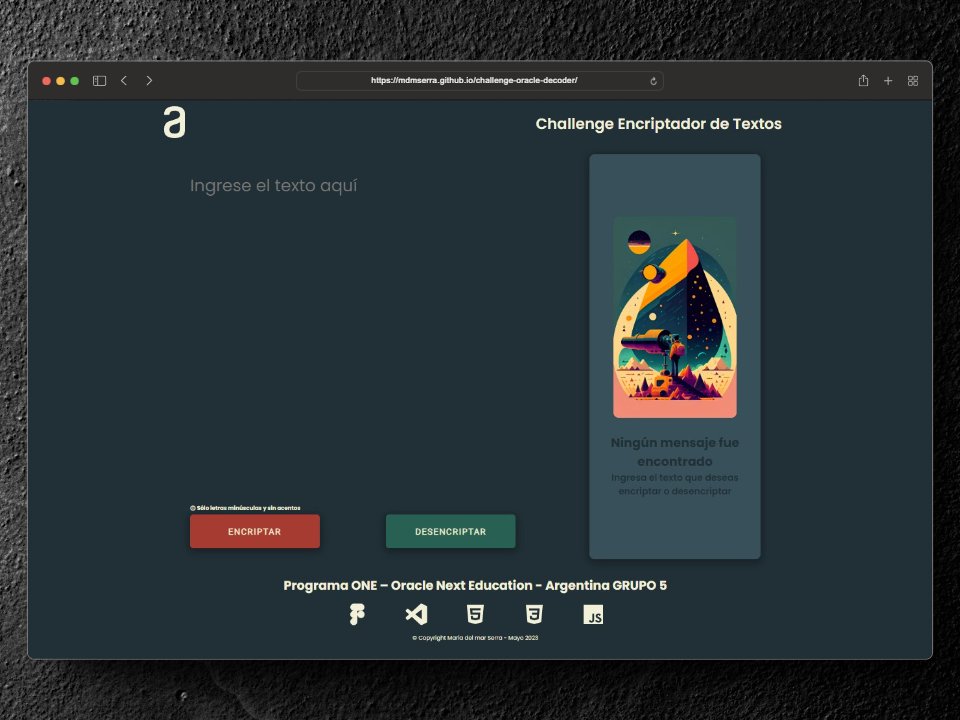 https://mdmserra.github.io/challenge-oracle-decoder/
a
Challenge Encriptador de Textos
Ingrese el texto aquí
Ningún mensaje fue
encontrado
Ingresa el texto que deseas
encriptar o desencriptar
Sólo letras minúsculas y sin acentos
ENCRIPTAR
DESENCRIPTAR
Programa ONE – Oracle Next Education - Argentina GRUPO 5
JS
© Copyright María del mar Serra - Mayo 2023